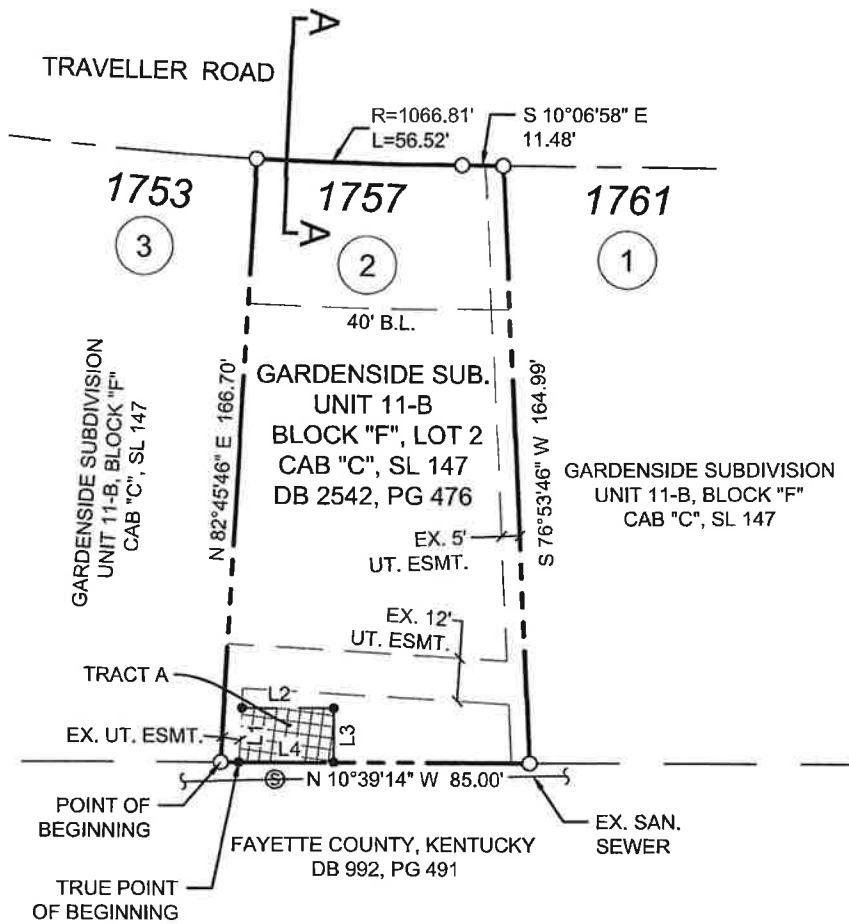 A
TRAVELLER ROAD
R=1066.81'
L=56.52'
S 10°06'58" E
11.48'
1753
1757
1761
3
A
2
1
40' B.L.
GARDENSIDE SUBDIVISION
UNIT 11-B, BLOCK "F"
CAB "C", SL 147
N 82°45'46" E 166.70'
GARDENSIDE SUB.
UNIT 11-B
BLOCK "F", LOT 2
CAB "C", SL 147
DB 2542, PG 476
S 76°53'46" W 164.99'
GARDENSIDE SUBDIVISION
UNIT 11-B, BLOCK "F"
CAB "C", SL 147
EX. 5'
UT. ESMT.
EX. 12'
UT. ESMT.
TRACT A
L2
EX. UT. ESMT.
L1
L4
L3
S
N 10°39'14" W 85.00'
POINT OF
BEGINNING
EX. SAN.
SEWER
FAYETTE COUNTY, KENTUCKY
DB 992, PG 491
TRUE POINT
OF BEGINNING